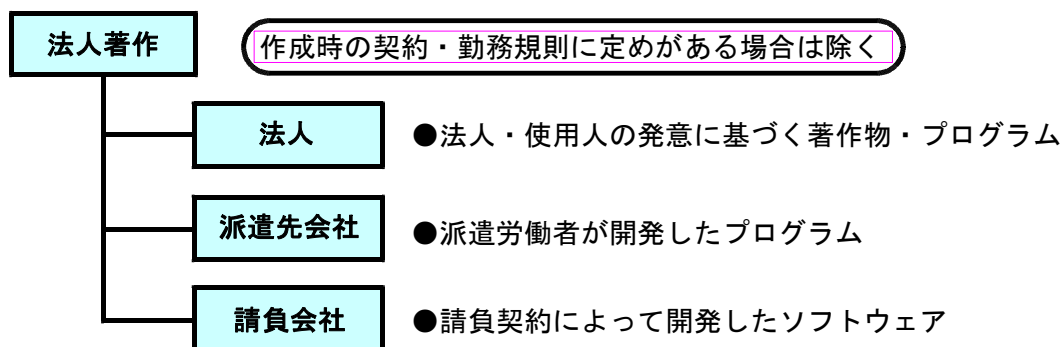 法人著作
作成時の契約・勤務規則に定めがある場合は除く
法人
●法人・使用人の発意に基づく著作物・プログラム
派遣先会社
●派遣労働者が開発したプログラム
請負会社
●請負契約によって開発したソフトウェア